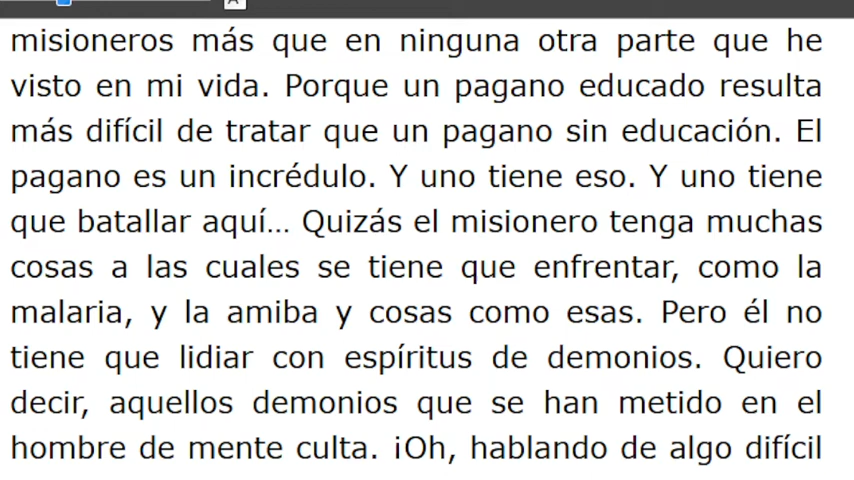 misioneros más que en ninguna otra parte que he
visto en mi vida. Porque un pagano educado resulta
más difícil de tratar que un pagano sin educación. El
pagano es un incrédulo. Y uno tiene eso. Y uno tiene
que batallar aquí… Quizás el misionero tenga muchas
cosas a las cuales se tiene que enfrentar, como la
malaria, y la amiba y cosas como esas. Pero él no
tiene que lidiar con espíritus de demonios. Quiero
decir, aquellos demonios que se han metido en el
hombre de mente culta. ¡Oh, hablando de algo difícil